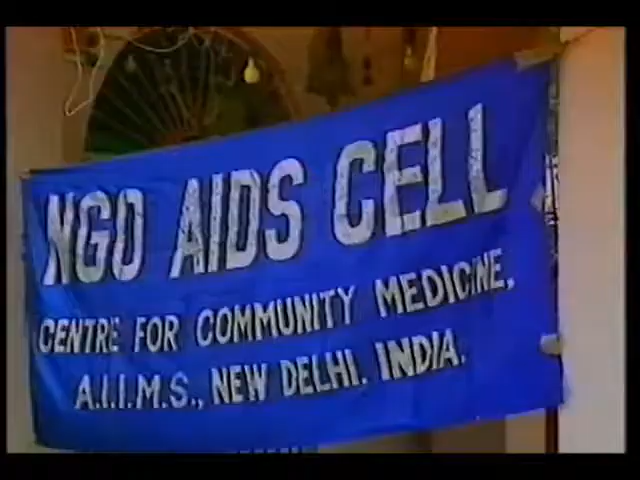 NGO AIDS CELL
CENTRE FOR COMMUNITY MEDICINE,
A.I.I.M.S., NEW DELHI. INDIA.